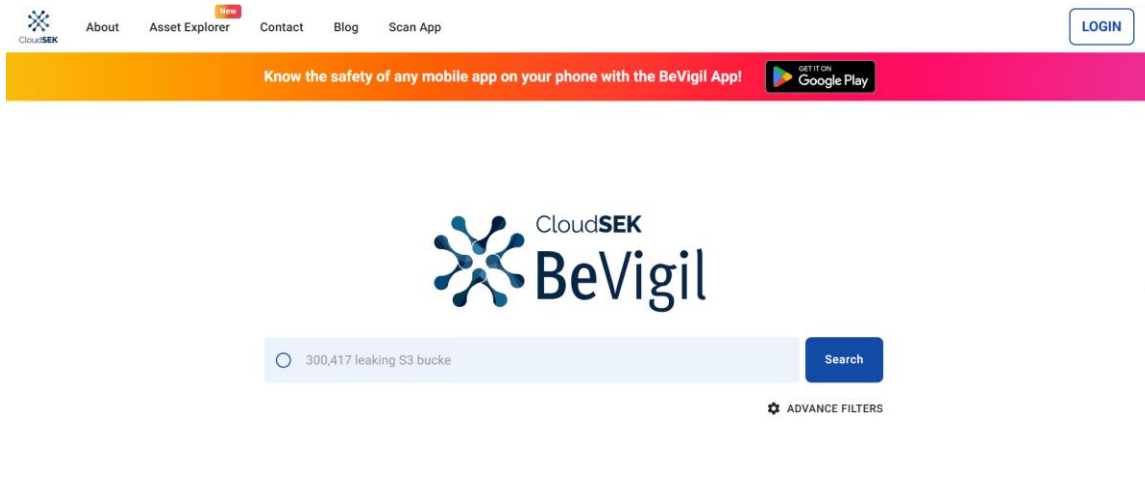 CloudSEK
About
Asset Explorer
New
Contact
Blog
Scan App
LOGIN
Know the safety of any mobile app on your phone with the BeVigil App!
GET IT ON
Google Play
CloudSEK
BeVigil
300,417 leaking S3 bucke
Search
ADVANCE FILTERS